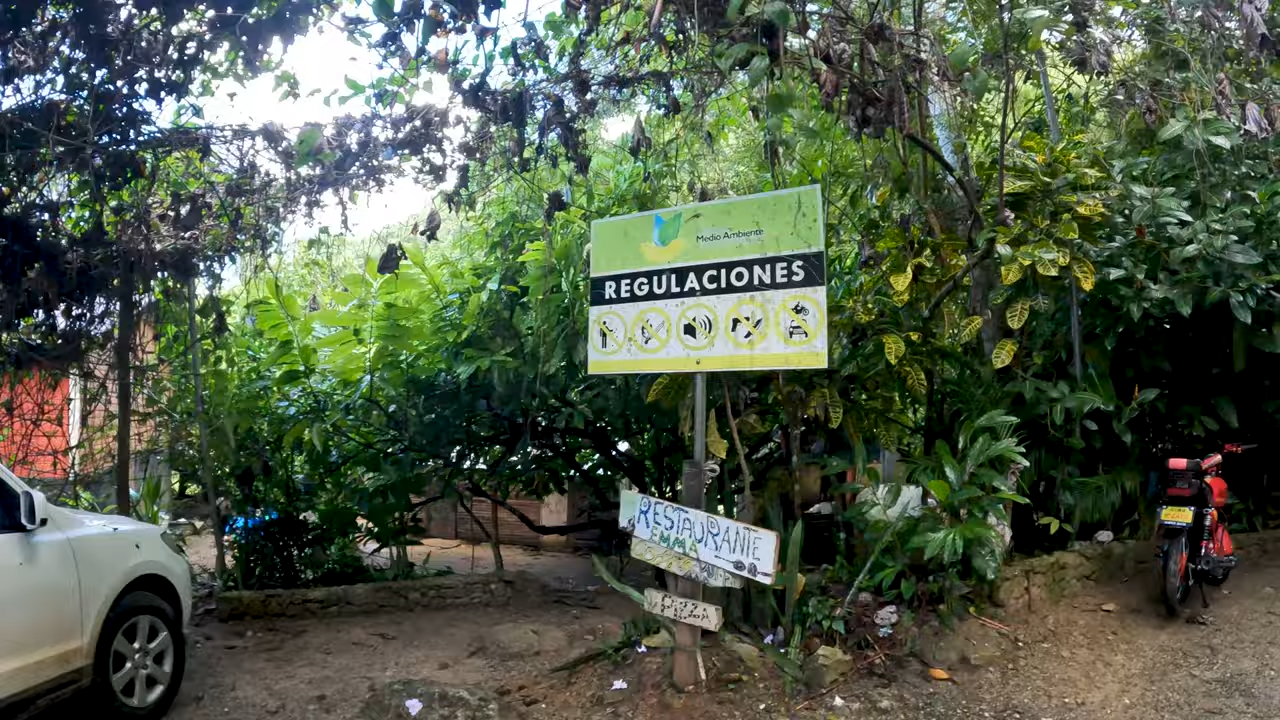 Medio Ambiente
REGULACIONES
RESTAURANTE
EMMA
PIZZA